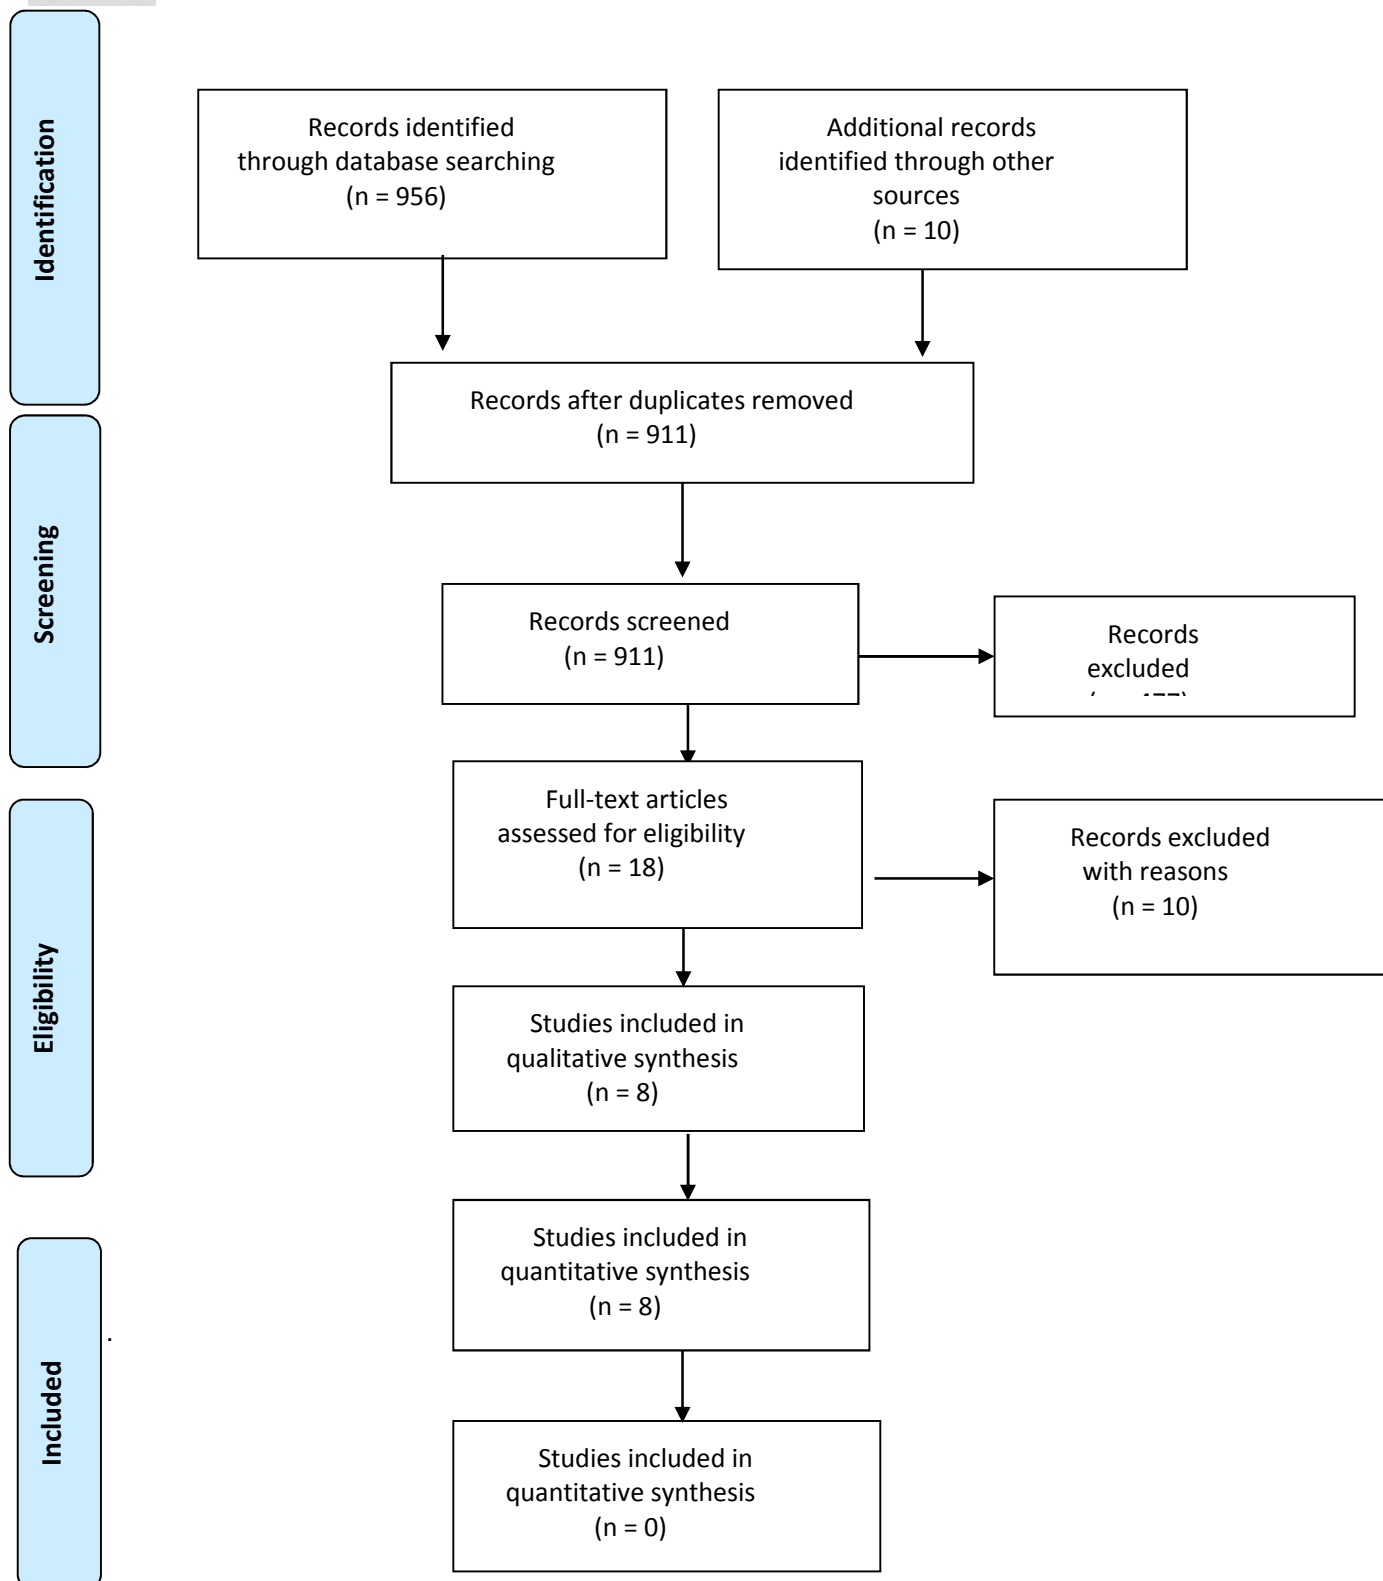 Identification
Records identified
through database searching
(n = 956)
Additional records
identified through other
sources
(n = 10)
Records after duplicates removed
(n = 911)
Screening
Records screened
(n = 911)
Records
excluded
Full-text articles
assessed for eligibility
(n = 18)
Records excluded
with reasons
(n = 10)
Eligibility
Studies included in
qualitative synthesis
(n = 8)
Studies included in
quantitative synthesis
(n = 8)
.
Included
Studies included in
quantitative synthesis
(n = 0)